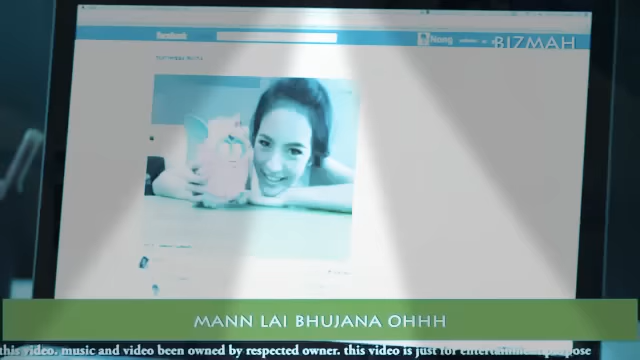 facebook
Nong
BIZMAH
MANN LAI BHUJANA OHHH
this video. music and video been owned by respected owner. this video is just for entertainment purpose